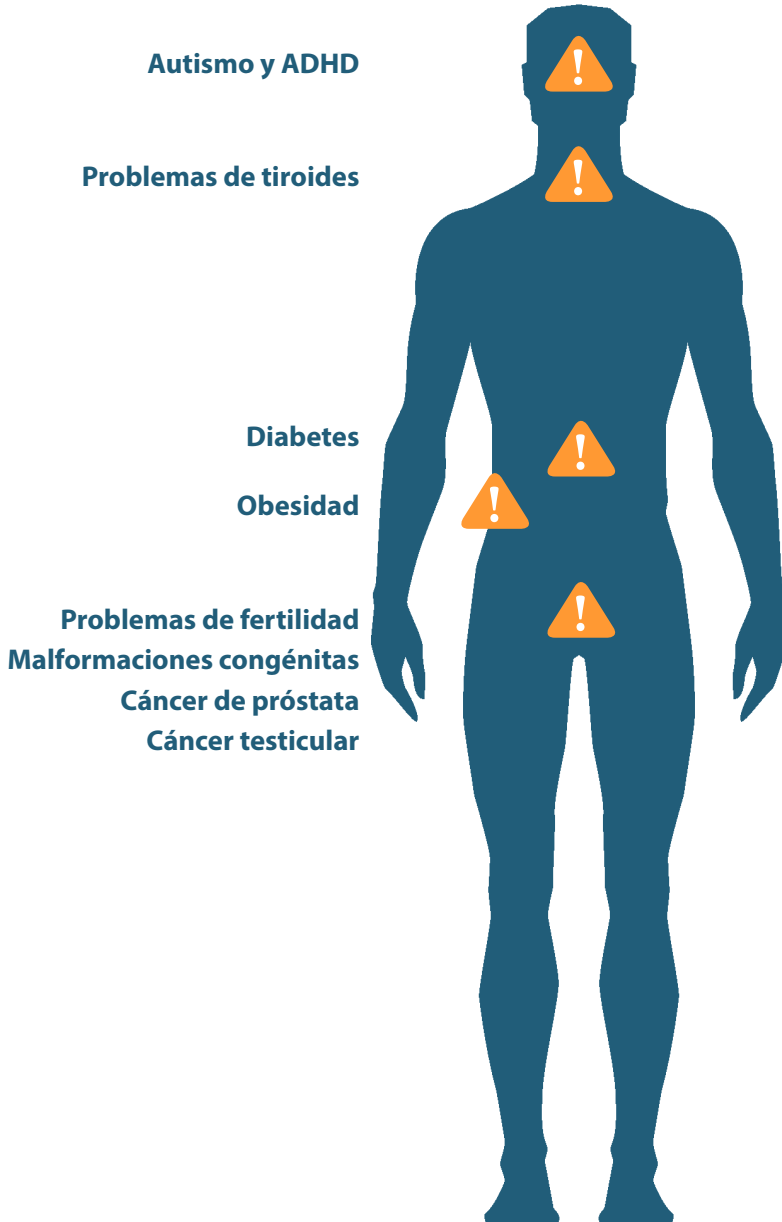 Autismo y ADHD
Problemas de tiroides
Diabetes
Obesidad
Problemas de fertilidad
Malformaciones congénitas
Cáncer de próstata
Cáncer testicular